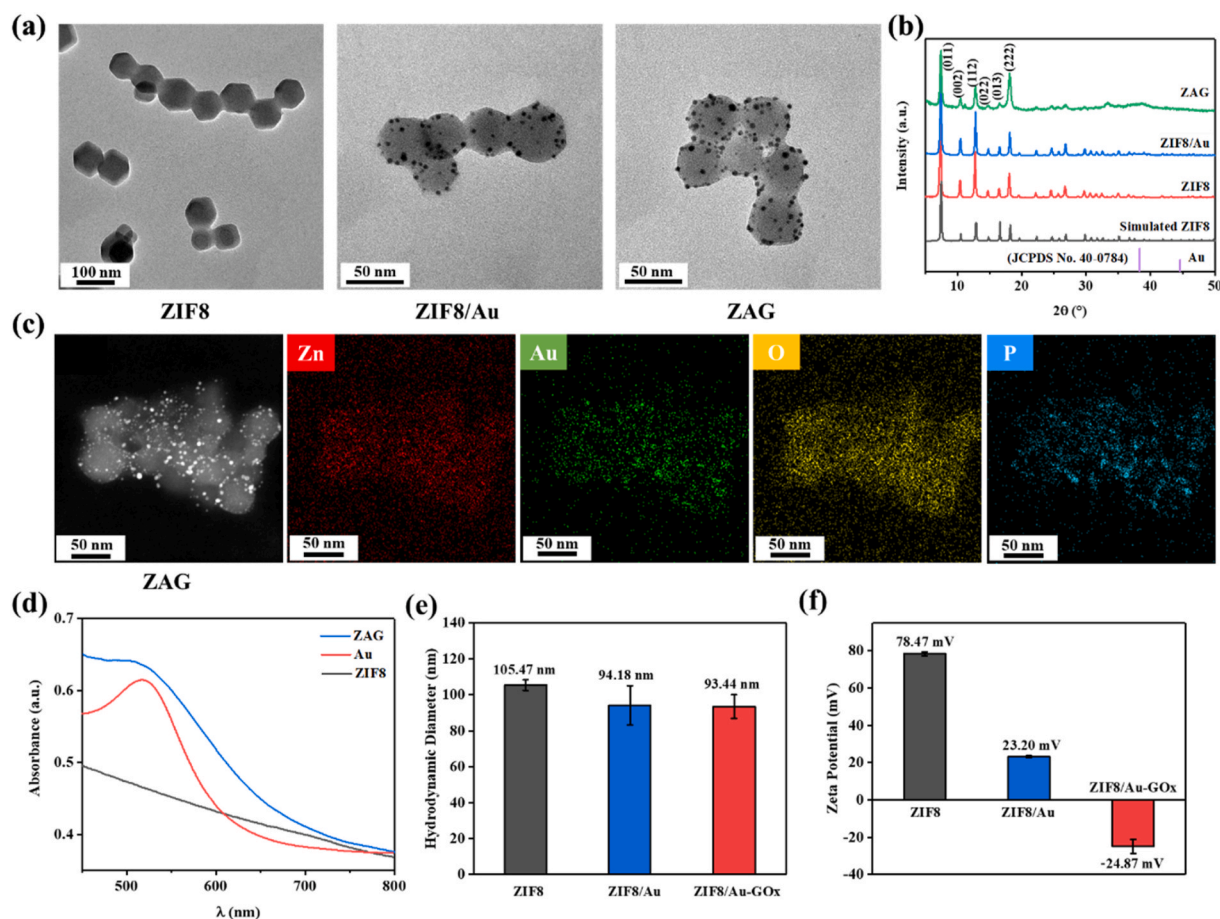 (a)
100 nm
50 nm
50 nm
ZIF8
ZIF8/Au
ZAG
(b)
Intensity (a.u.)
(011)
(002)
(112)
(022)
(013)
(222)
ZAG
ZIF8/Au
ZIF8
Simulated ZIF8
(JCPDS No. 40-0784)
Au
10
20
30
40
50
2θ (°)
(c)
Zn
Au
O
P
50 nm
50 nm
50 nm
50 nm
50 nm
ZAG
(d)
Absorbance (a.u.)
0.7
0.6
0.5
0.4
ZAG
Au
ZIF8
500
600
700
800
λ (nm)
(e)
Hydrodynamic Diameter (nm)
140
120
100
80
60
40
20
0
105.47 nm
94.18 nm
93.44 nm
ZIF8
ZIF8/Au
ZIF8/Au-GOx
(f)
Zeta Potential (mV)
80
60
40
20
0
-20
-40
78.47 mV
23.20 mV
ZIF8/Au-GOx
ZIF8
ZIF8/Au
-24.87 mV